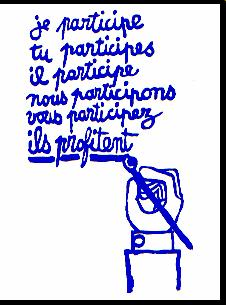 je participe
tu participes
il participe
nous participons
vous participez
ils profitent